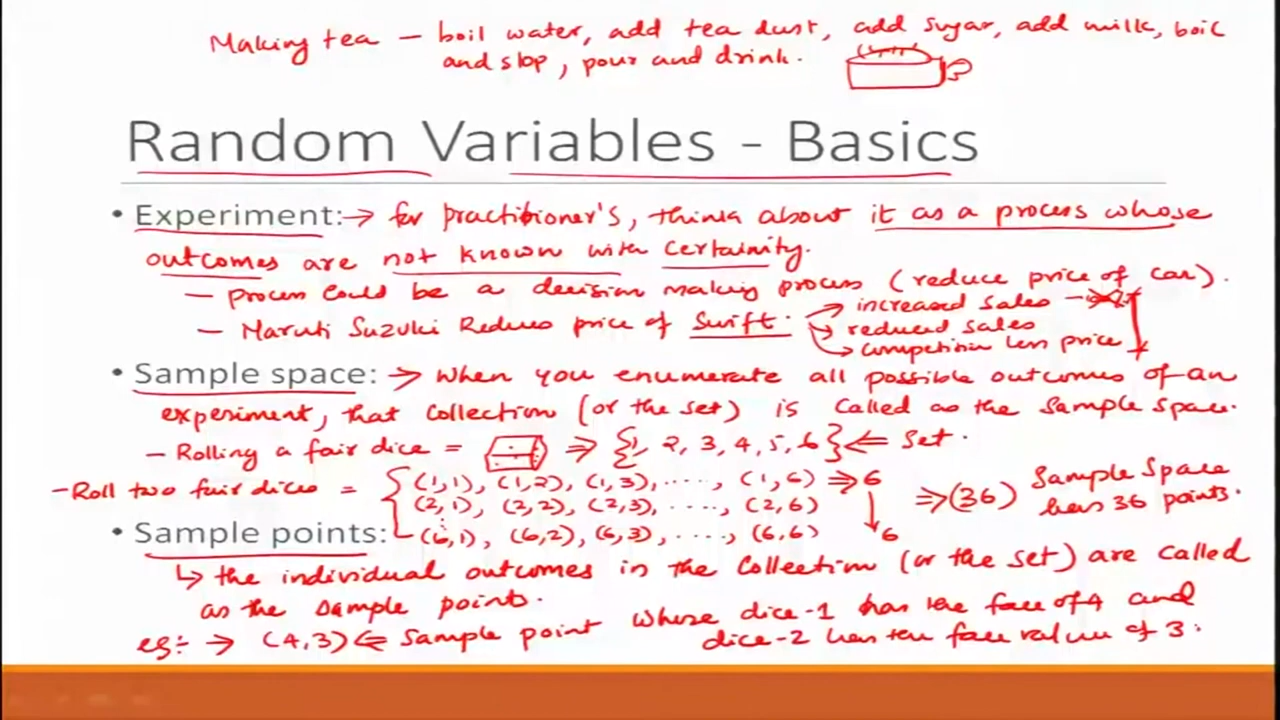 Making tea – boil water, add tea dust, add sugar, add milk, boil
and stop, pour and drink.
Random Variables - Basics
• Experiment: → for practitioner's, think about it as a process whose
outcomes are not known with certainity.
– Process could be a decision making process (reduce price of car).
– Maruti Suzuki Reduces price of Swift. → increased sales –
→ reduced sales
→ competition less price
• Sample space: → When you enumerate all possible outcomes of an
experiment, that collection (or the set) is called as the Sample space.
– Rolling a fair dice = ⇒ {1, 2, 3, 4, 5, 6} ⇐ Set.
– Roll two fair dices = { (1,1), (1,2), (1,3), ...., (1,6) ⇒ 6
(2,1), (2,2), (2,3), ...., (2,6) ⇒ (36) Sample Space has 36 points.
• Sample points: (6,1), (6,2), (6,3), ...., (6,6) 6
↳ the individual outcomes in the collection (or the set) are called
as the sample points.
eg:- → (4,3) ⇐ Sample point whose dice-1 has the face of 4 and
dice-2 has the face value of 3.